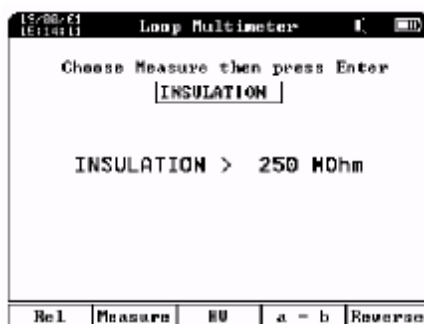 Loop Multimeter
Choose Measure then press Enter
INSULATION
INSULATION > 250 MOhm
Rel Measure HV a - b Reverse